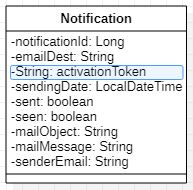 Notification
-notificationId: Long
-emailDest: String
-String: activationToken
-sendingDate: LocalDateTime
-sent: boolean
-seen: boolean
-mailObject: String
-mailMessage: String
-senderEmail: String